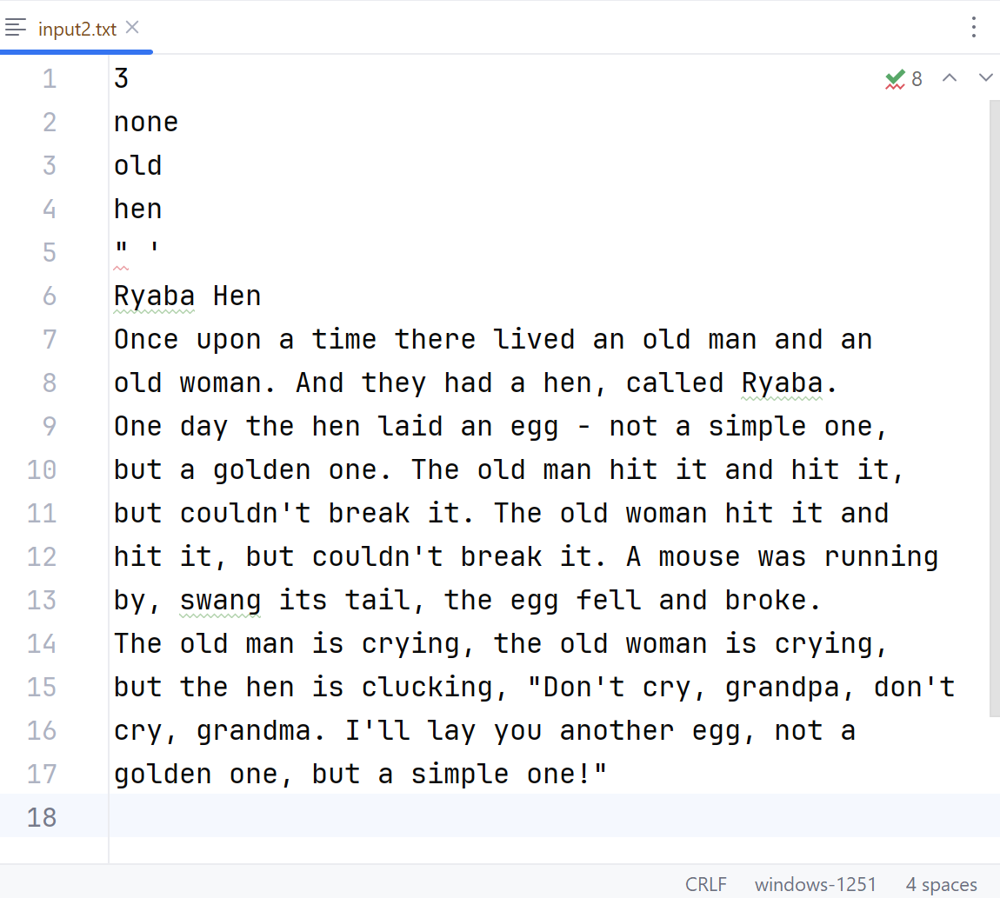 input2.txt
8
1 3
2 none
3 old
4 hen
5 " '
6 Ryaba Hen
7 Once upon a time there lived an old man and an
8 old woman. And they had a hen, called Ryaba.
9 One day the hen laid an egg - not a simple one,
10 but a golden one. The old man hit it and hit it,
11 but couldn't break it. The old woman hit it and
12 hit it, but couldn't break it. A mouse was running
13 by, swang its tail, the egg fell and broke.
14 The old man is crying, the old woman is crying,
15 but the hen is clucking, "Don't cry, grandpa, don't
16 cry, grandma. I'll lay you another egg, not a
17 golden one, but a simple one!"
18
CRLF windows-1251 4 spaces